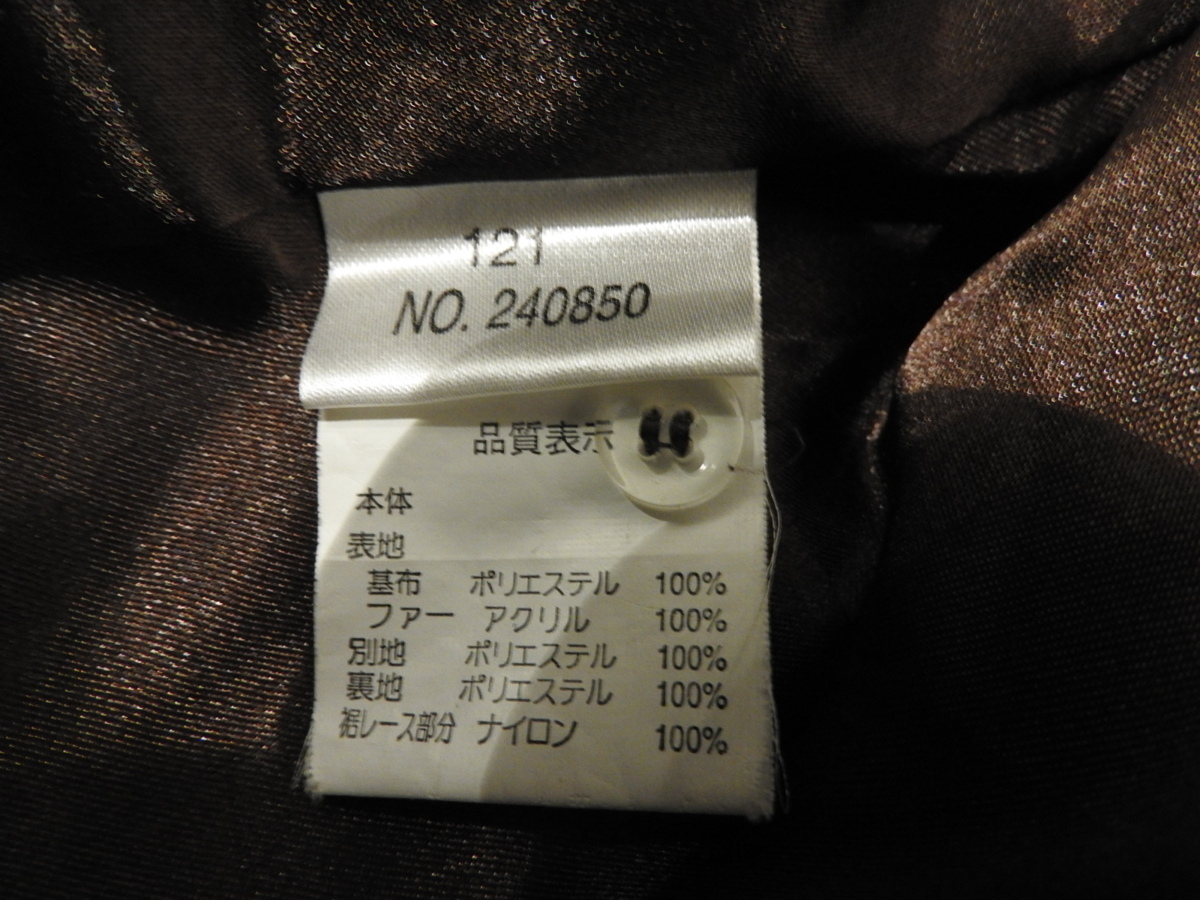 121
NO. 240850
品質表示
本体
表地
基布 ポリエステル 100%
ファー アクリル 100%
別地 ポリエステル 100%
裏地 ポリエステル 100%
裾レース部分 ナイロン 100%